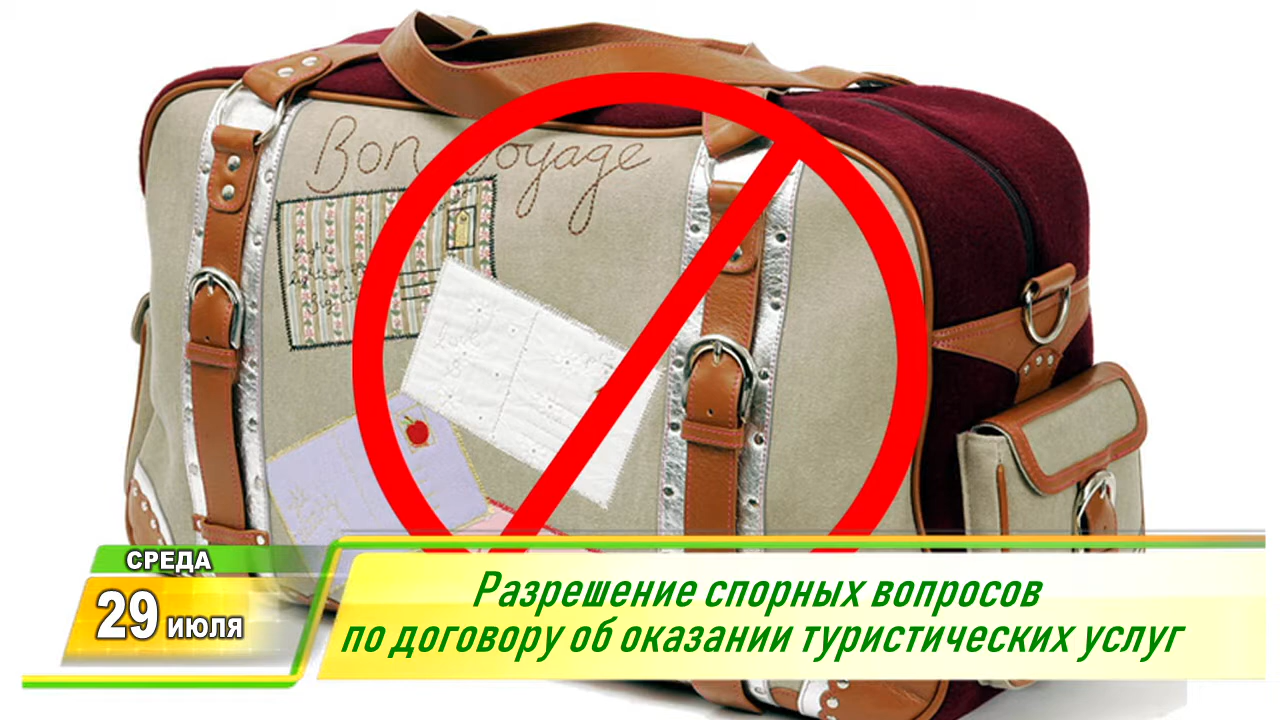 Bon Voyage
СРЕДА
29 июля
Разрешение спорных вопросов
по договору об оказании туристических услуг